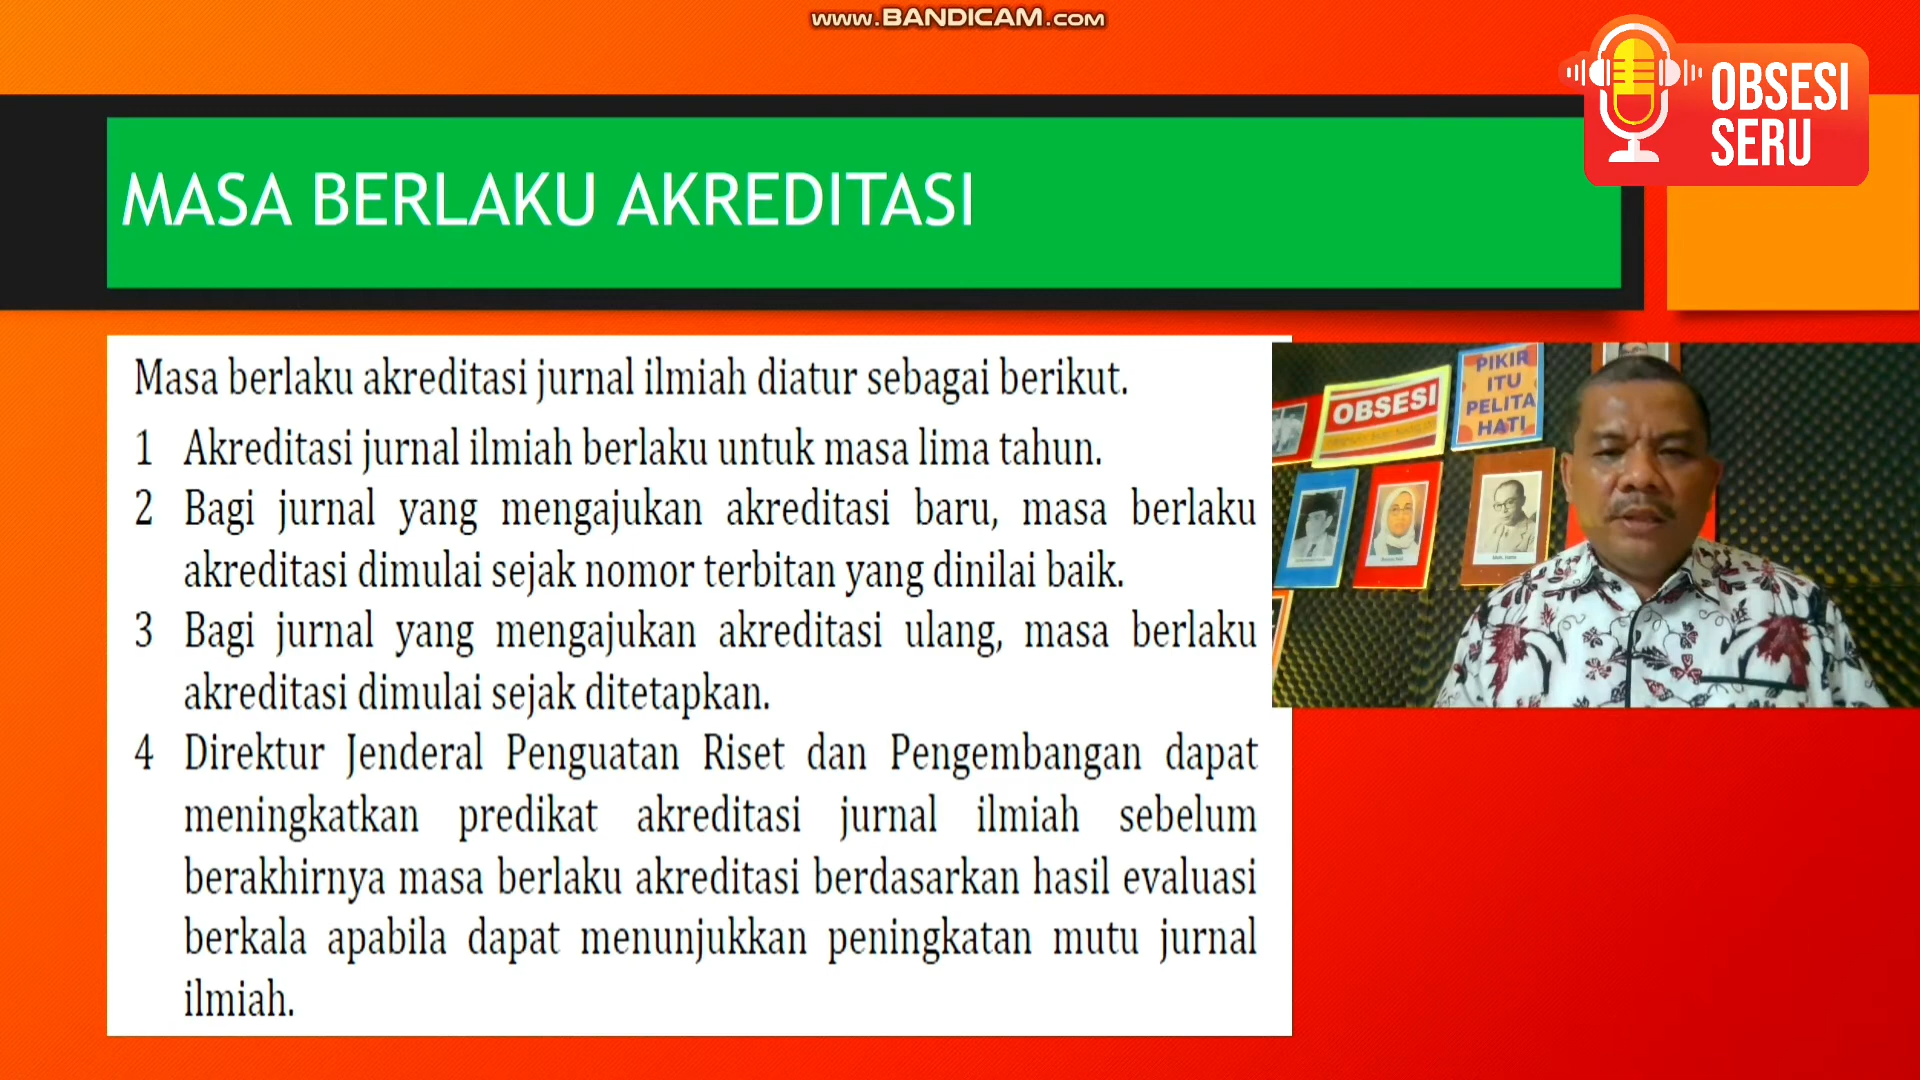 www.BANDICAM.com
OBSESI
SERU
MASA BERLAKU AKREDITASI
Masa berlaku akreditasi jurnal ilmiah diatur sebagai berikut.
1 Akreditasi jurnal ilmiah berlaku untuk masa lima tahun.
2 Bagi jurnal yang mengajukan akreditasi baru, masa berlaku
akreditasi dimulai sejak nomor terbitan yang dinilai baik.
3 Bagi jurnal yang mengajukan akreditasi ulang, masa berlaku
akreditasi dimulai sejak ditetapkan.
4 Direktur Jenderal Penguatan Riset dan Pengembangan dapat
meningkatkan predikat akreditasi jurnal ilmiah sebelum
berakhirnya masa berlaku akreditasi berdasarkan hasil evaluasi
berkala apabila dapat menunjukkan peningkatan mutu jurnal
ilmiah.
OBSESI
PIKIR
ITU
PELITA
HATI